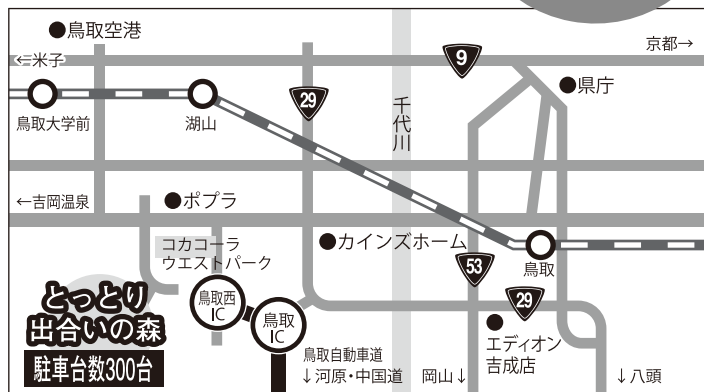 ●鳥取空港
←米子
京都→
9
●県庁
29
千代川
鳥取大学前
湖山
←吉岡温泉
●ポプラ
コカコーラ
ウエストパーク
●カインズホーム
53
鳥取
とっとり
出合いの森
駐車台数300台
鳥取西
IC
鳥取
IC
29
●
エディオン
吉成店
鳥取自動車道
↓河原・中国道
岡山↓
↓八頭